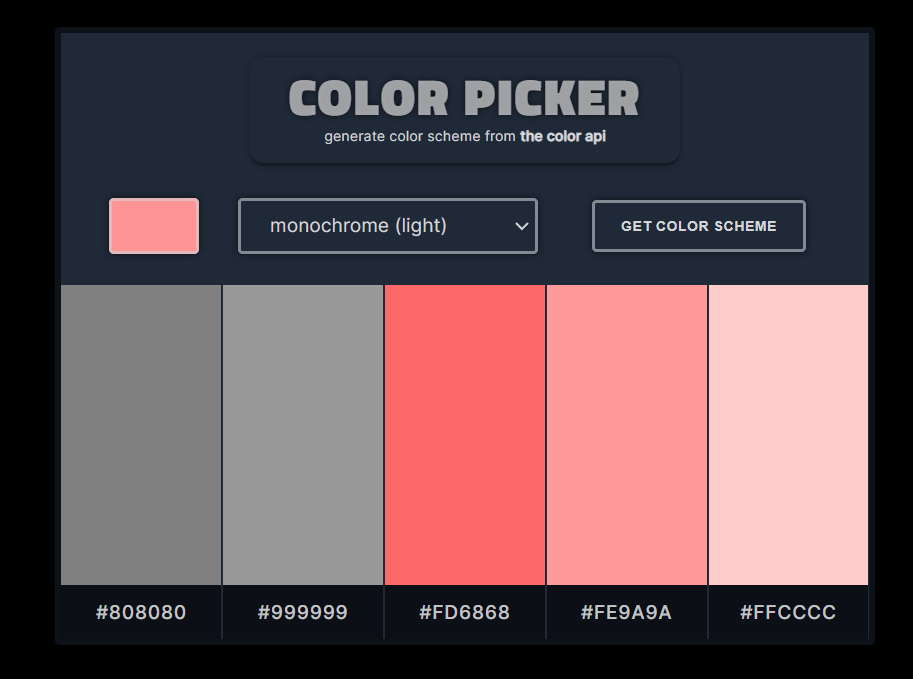 COLOR PICKER
generate color scheme from the color api
monochrome (light)
GET COLOR SCHEME
#808080
#999999
#FD6868
#FE9A9A
#FFCCCC